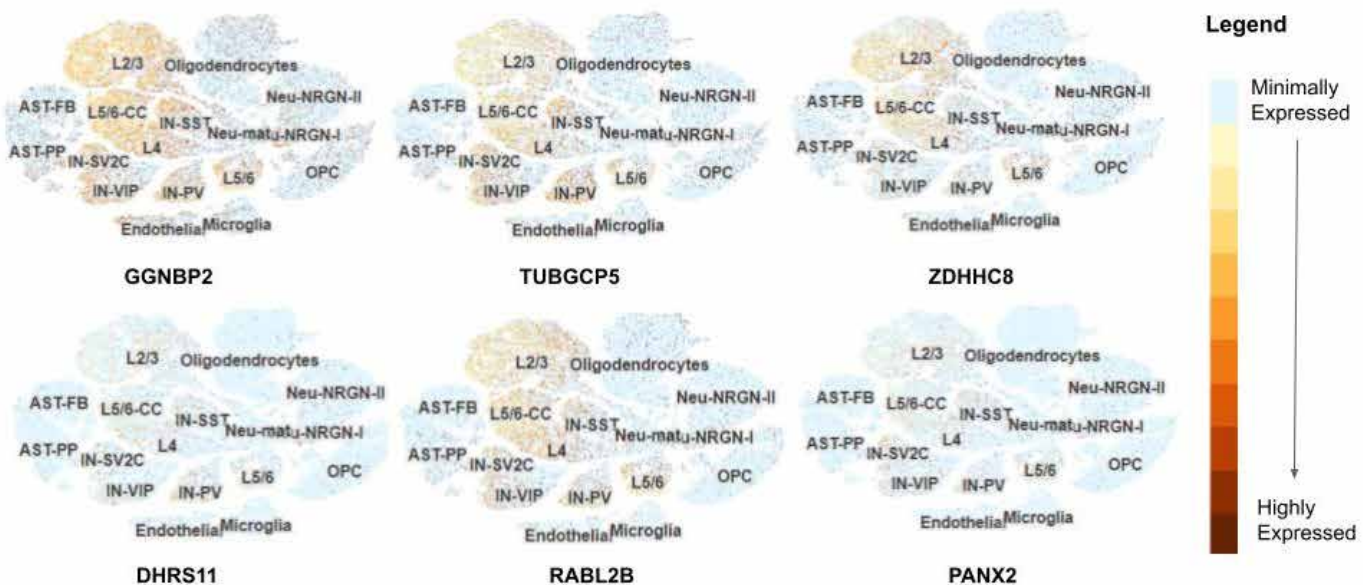 Legend
Minimally
Expressed
Highly
Expressed
L2/3
Oligodendrocytes
Neu-NRGN-II
AST-FB
L5/6-CC
IN-SST
Neu-matu-NRGN-I
AST-PP
IN-SV2C
L4
L5/6
OPC
IN-VIP
IN-PV
Endothelial
Microglia
GGNBP2
L2/3
Oligodendrocytes
Neu-NRGN-II
AST-FB
L5/6-CC
IN-SST
Neu-matu-NRGN-I
AST-PP
IN-SV2C
L4
L5/6
OPC
IN-VIP
IN-PV
Endothelial
Microglia
TUBGCP5
L2/3
Oligodendrocytes
Neu-NRGN-II
AST-FB
L5/6-CC
IN-SST
Neu-matu-NRGN-I
AST-PP
IN-SV2C
L4
L5/6
OPC
IN-VIP
IN-PV
Endothelial
Microglia
ZDHHC8
L2/3
Oligodendrocytes
Neu-NRGN-II
AST-FB
L5/6-CC
IN-SST
Neu-matu-NRGN-I
AST-PP
IN-SV2C
L4
L5/6
OPC
IN-VIP
IN-PV
Endothelial
Microglia
DHRS11
L2/3
Oligodendrocytes
Neu-NRGN-II
AST-FB
L5/6-CC
IN-SST
Neu-matu-NRGN-I
AST-PP
IN-SV2C
L4
L5/6
OPC
IN-VIP
IN-PV
Endothelial
Microglia
RABL2B
L2/3
Oligodendrocytes
Neu-NRGN-II
AST-FB
L5/6-CC
IN-SST
Neu-matu-NRGN-I
AST-PP
IN-SV2C
L4
L5/6
OPC
IN-VIP
IN-PV
Endothelial
Microglia
PANX2